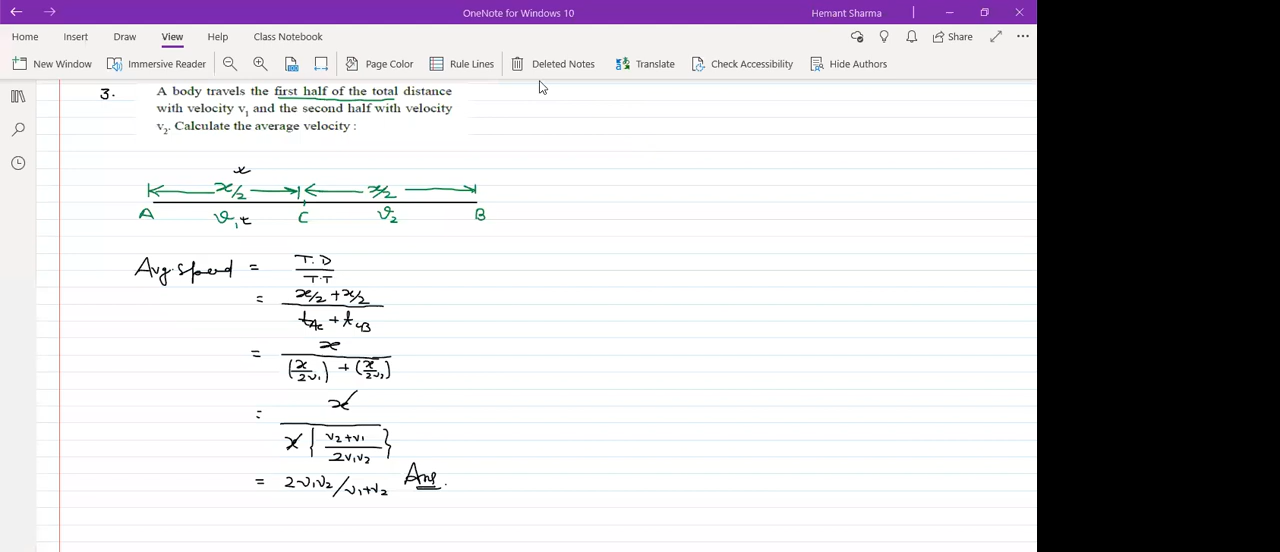 OneNote for Windows 10
Hemant Sharma
Home Insert Draw View Help Class Notebook Share
New Window Immersive Reader Page Color Rule Lines Deleted Notes Translate Check Accessibility Hide Authors
3. A body travels the first half of the total distance
with velocity v₁ and the second half with velocity
v₂. Calculate the average velocity :
x
x/2 x/2
A v₁ t C v₂ B
Avg. speed = T.D / T.T
= x/2 + x/2 / t_AC + t_CB
= x / (x/2v₁) + (x/2v₂)
= x / x { v₂+v₁ / 2v₁v₂ }
= 2v₁v₂ / v₁+v₂ Ans.